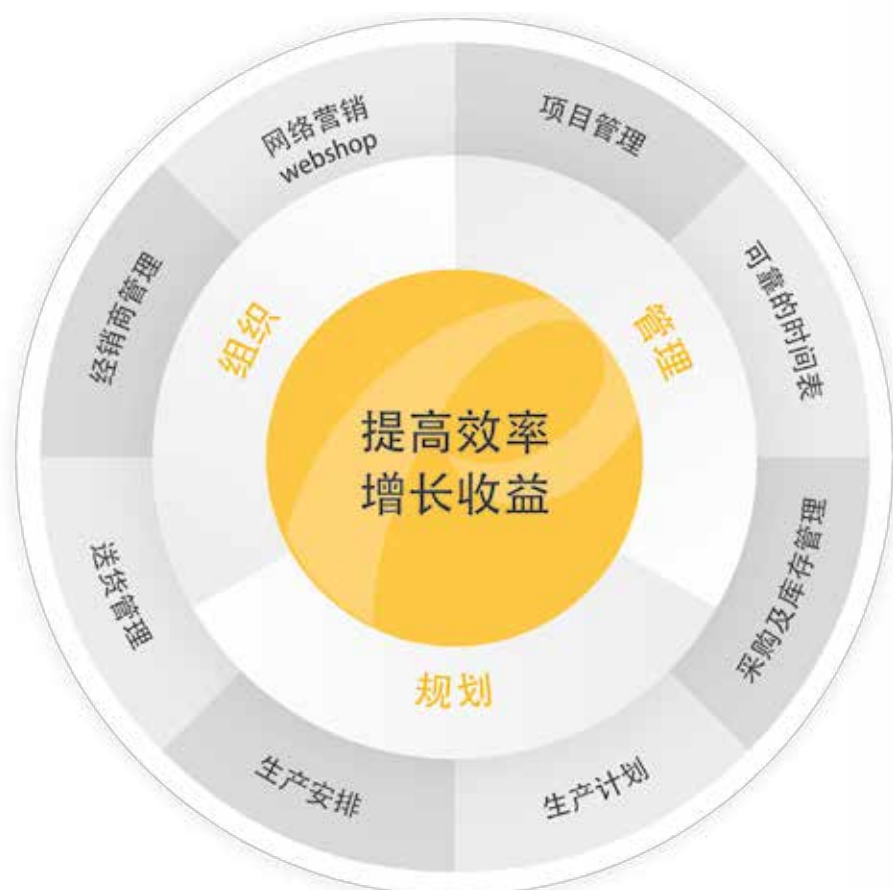 网络营销
webshop
项目管理
可靠的时间表
采购及库存管理
生产计划
生产安排
送货管理
经销商管理
组织
管理
规划
提高效率
增长收益